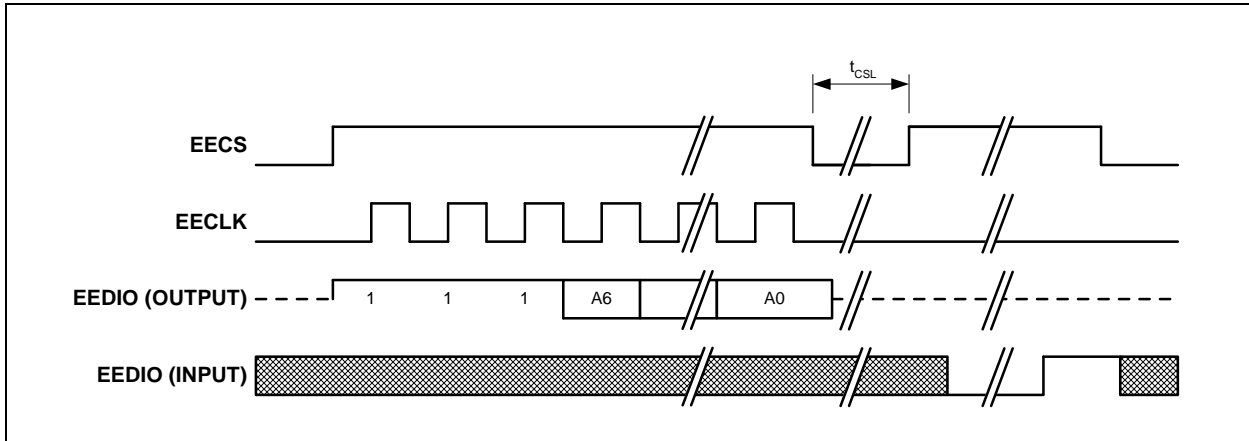 tCSL
EECS
EECLK
EEDIO (OUTPUT)
1 1 1 A6 A0
EEDIO (INPUT)